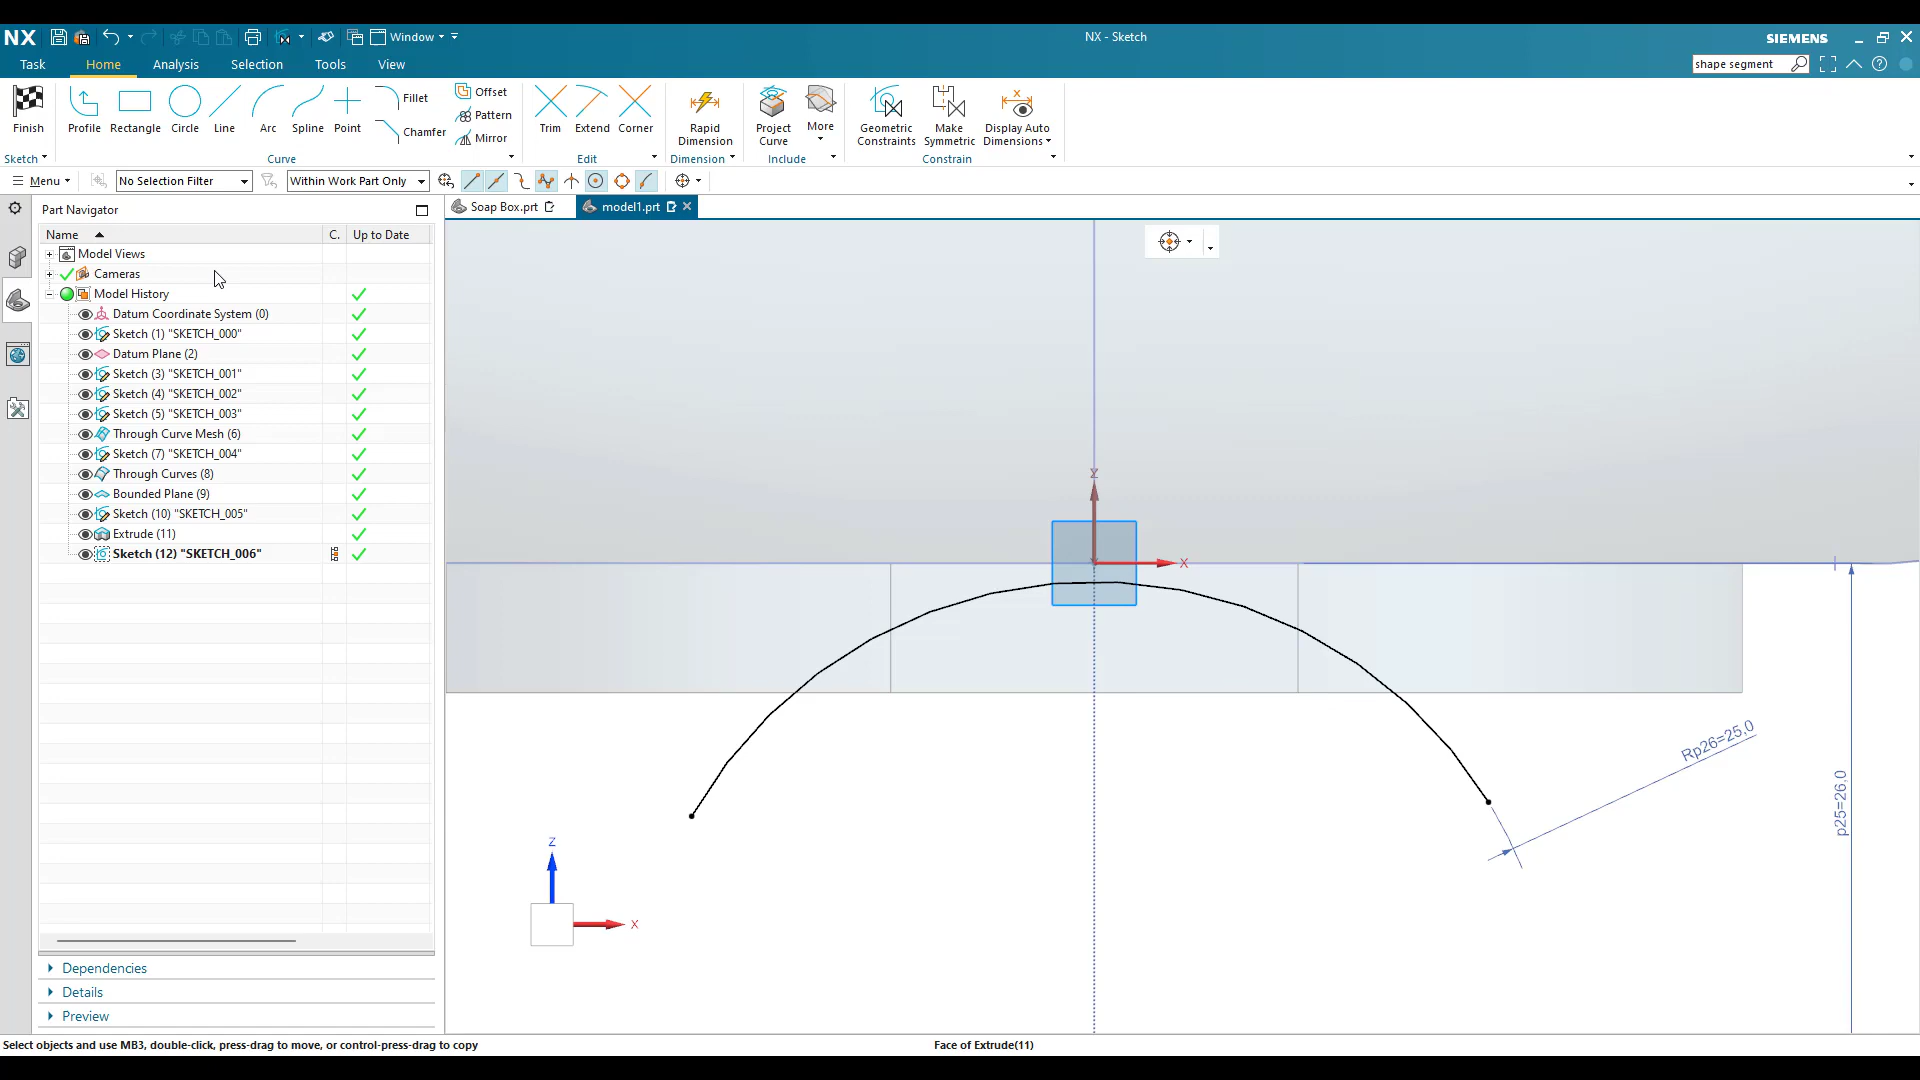 NX
Window
NX - Sketch
SIEMENS
Task
Home
Analysis
Selection
Tools
View
shape segment
Finish
Profile
Rectangle
Circle
Line
Arc
Spline
Point
Fillet
Chamfer
Offset
Pattern
Mirror
Trim
Extend
Corner
Rapid
Dimension
Project
Curve
More
Geometric
Constraints
Make
Symmetric
Display Auto
Dimensions
Sketch
Curve
Edit
Dimension
Include
Constrain
Menu
No Selection Filter
Within Work Part Only
Part Navigator
Soap Box.prt
model1.prt
Name
C.
Up to Date
Model Views
Cameras
Model History
Datum Coordinate System (0)
Sketch (1) "SKETCH_000"
Datum Plane (2)
Sketch (3) "SKETCH_001"
Sketch (4) "SKETCH_002"
Sketch (5) "SKETCH_003"
Through Curve Mesh (6)
Sketch (7) "SKETCH_004"
Through Curves (8)
Bounded Plane (9)
Sketch (10) "SKETCH_005"
Extrude (11)
Sketch (12) "SKETCH_006"
X
Rp26=25,0
p25=26,0
Z
X
Dependencies
Details
Preview
Select objects and use MB3, double-click, press-drag to move, or control-press-drag to copy
Face of Extrude(11)